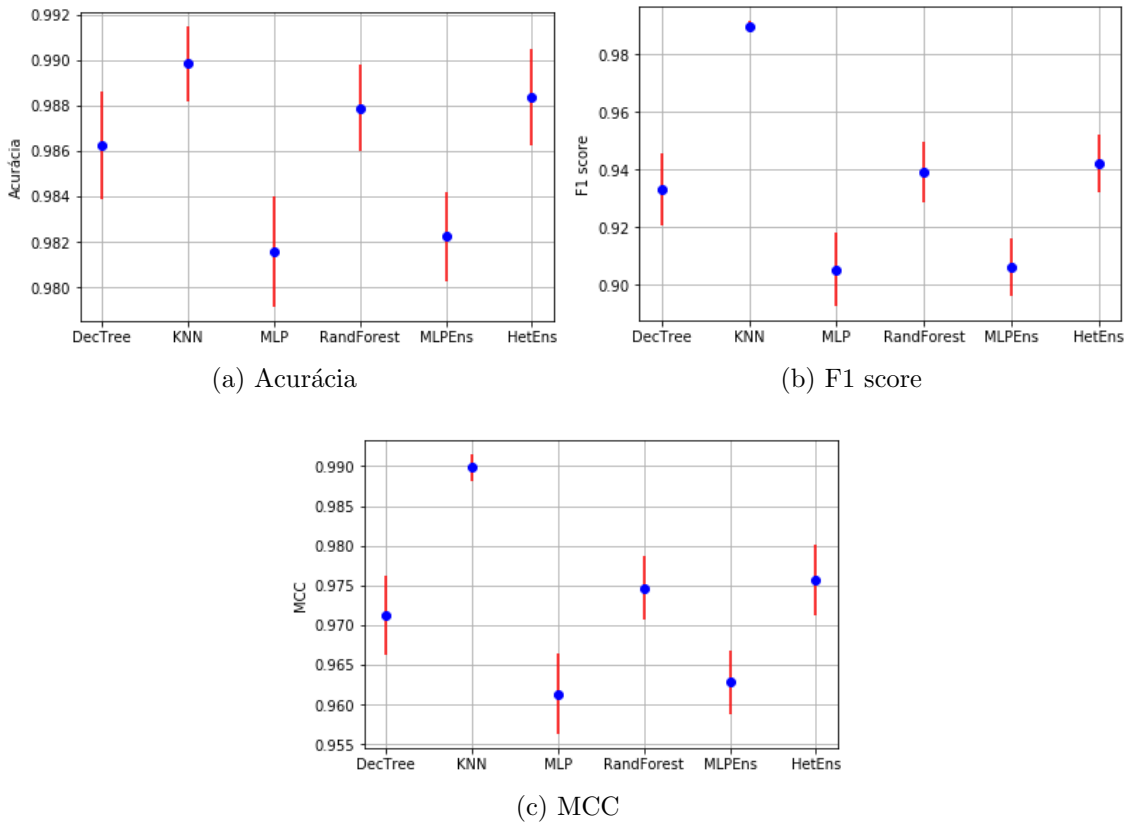 Acurácia
0.992
0.990
0.988
0.986
0.984
0.982
0.980
DecTree KNN MLP RandForest MLPEns HetEns
(a) Acurácia
F1 score
0.98
0.96
0.94
0.92
0.90
DecTree KNN MLP RandForest MLPEns HetEns
(b) F1 score
MCC
0.990
0.985
0.980
0.975
0.970
0.965
0.960
0.955
DecTree KNN MLP RandForest MLPEns HetEns
(c) MCC